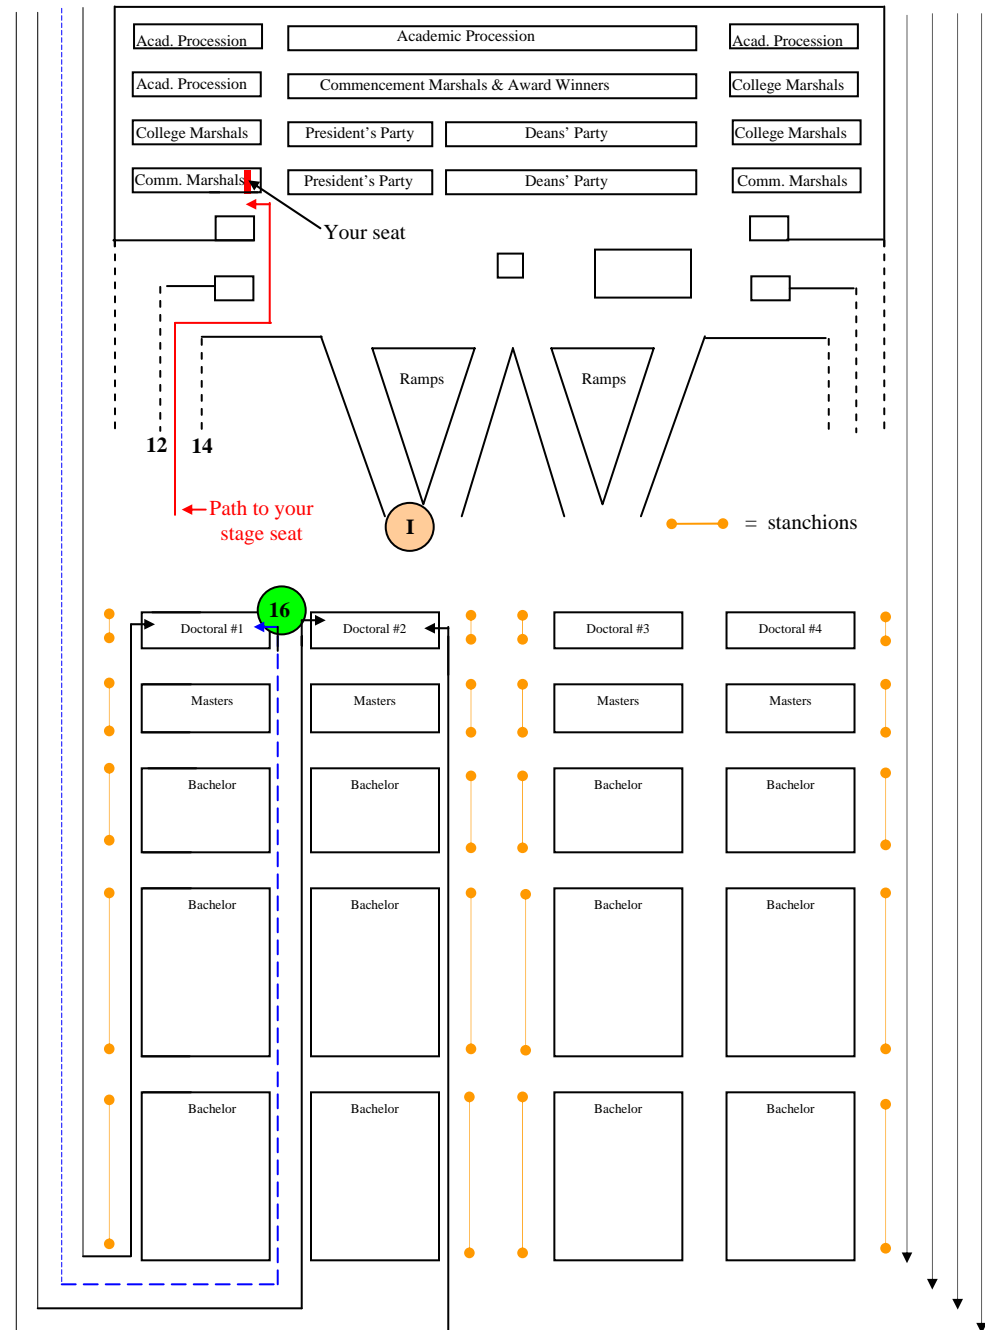 Acad. Procession
Academic Procession
Acad. Procession
Acad. Procession
Commencement Marshals & Award Winners
College Marshals
College Marshals
President's Party
Deans' Party
College Marshals
Comm. Marshals
President's Party
Deans' Party
Comm. Marshals
Your seat
Ramps
Ramps
12
14
Path to your
stage seat
I
= stanchions
16
Doctoral #1
Doctoral #2
Doctoral #3
Doctoral #4
Masters
Masters
Masters
Masters
Bachelor
Bachelor
Bachelor
Bachelor
Bachelor
Bachelor
Bachelor
Bachelor
Bachelor
Bachelor
Bachelor
Bachelor